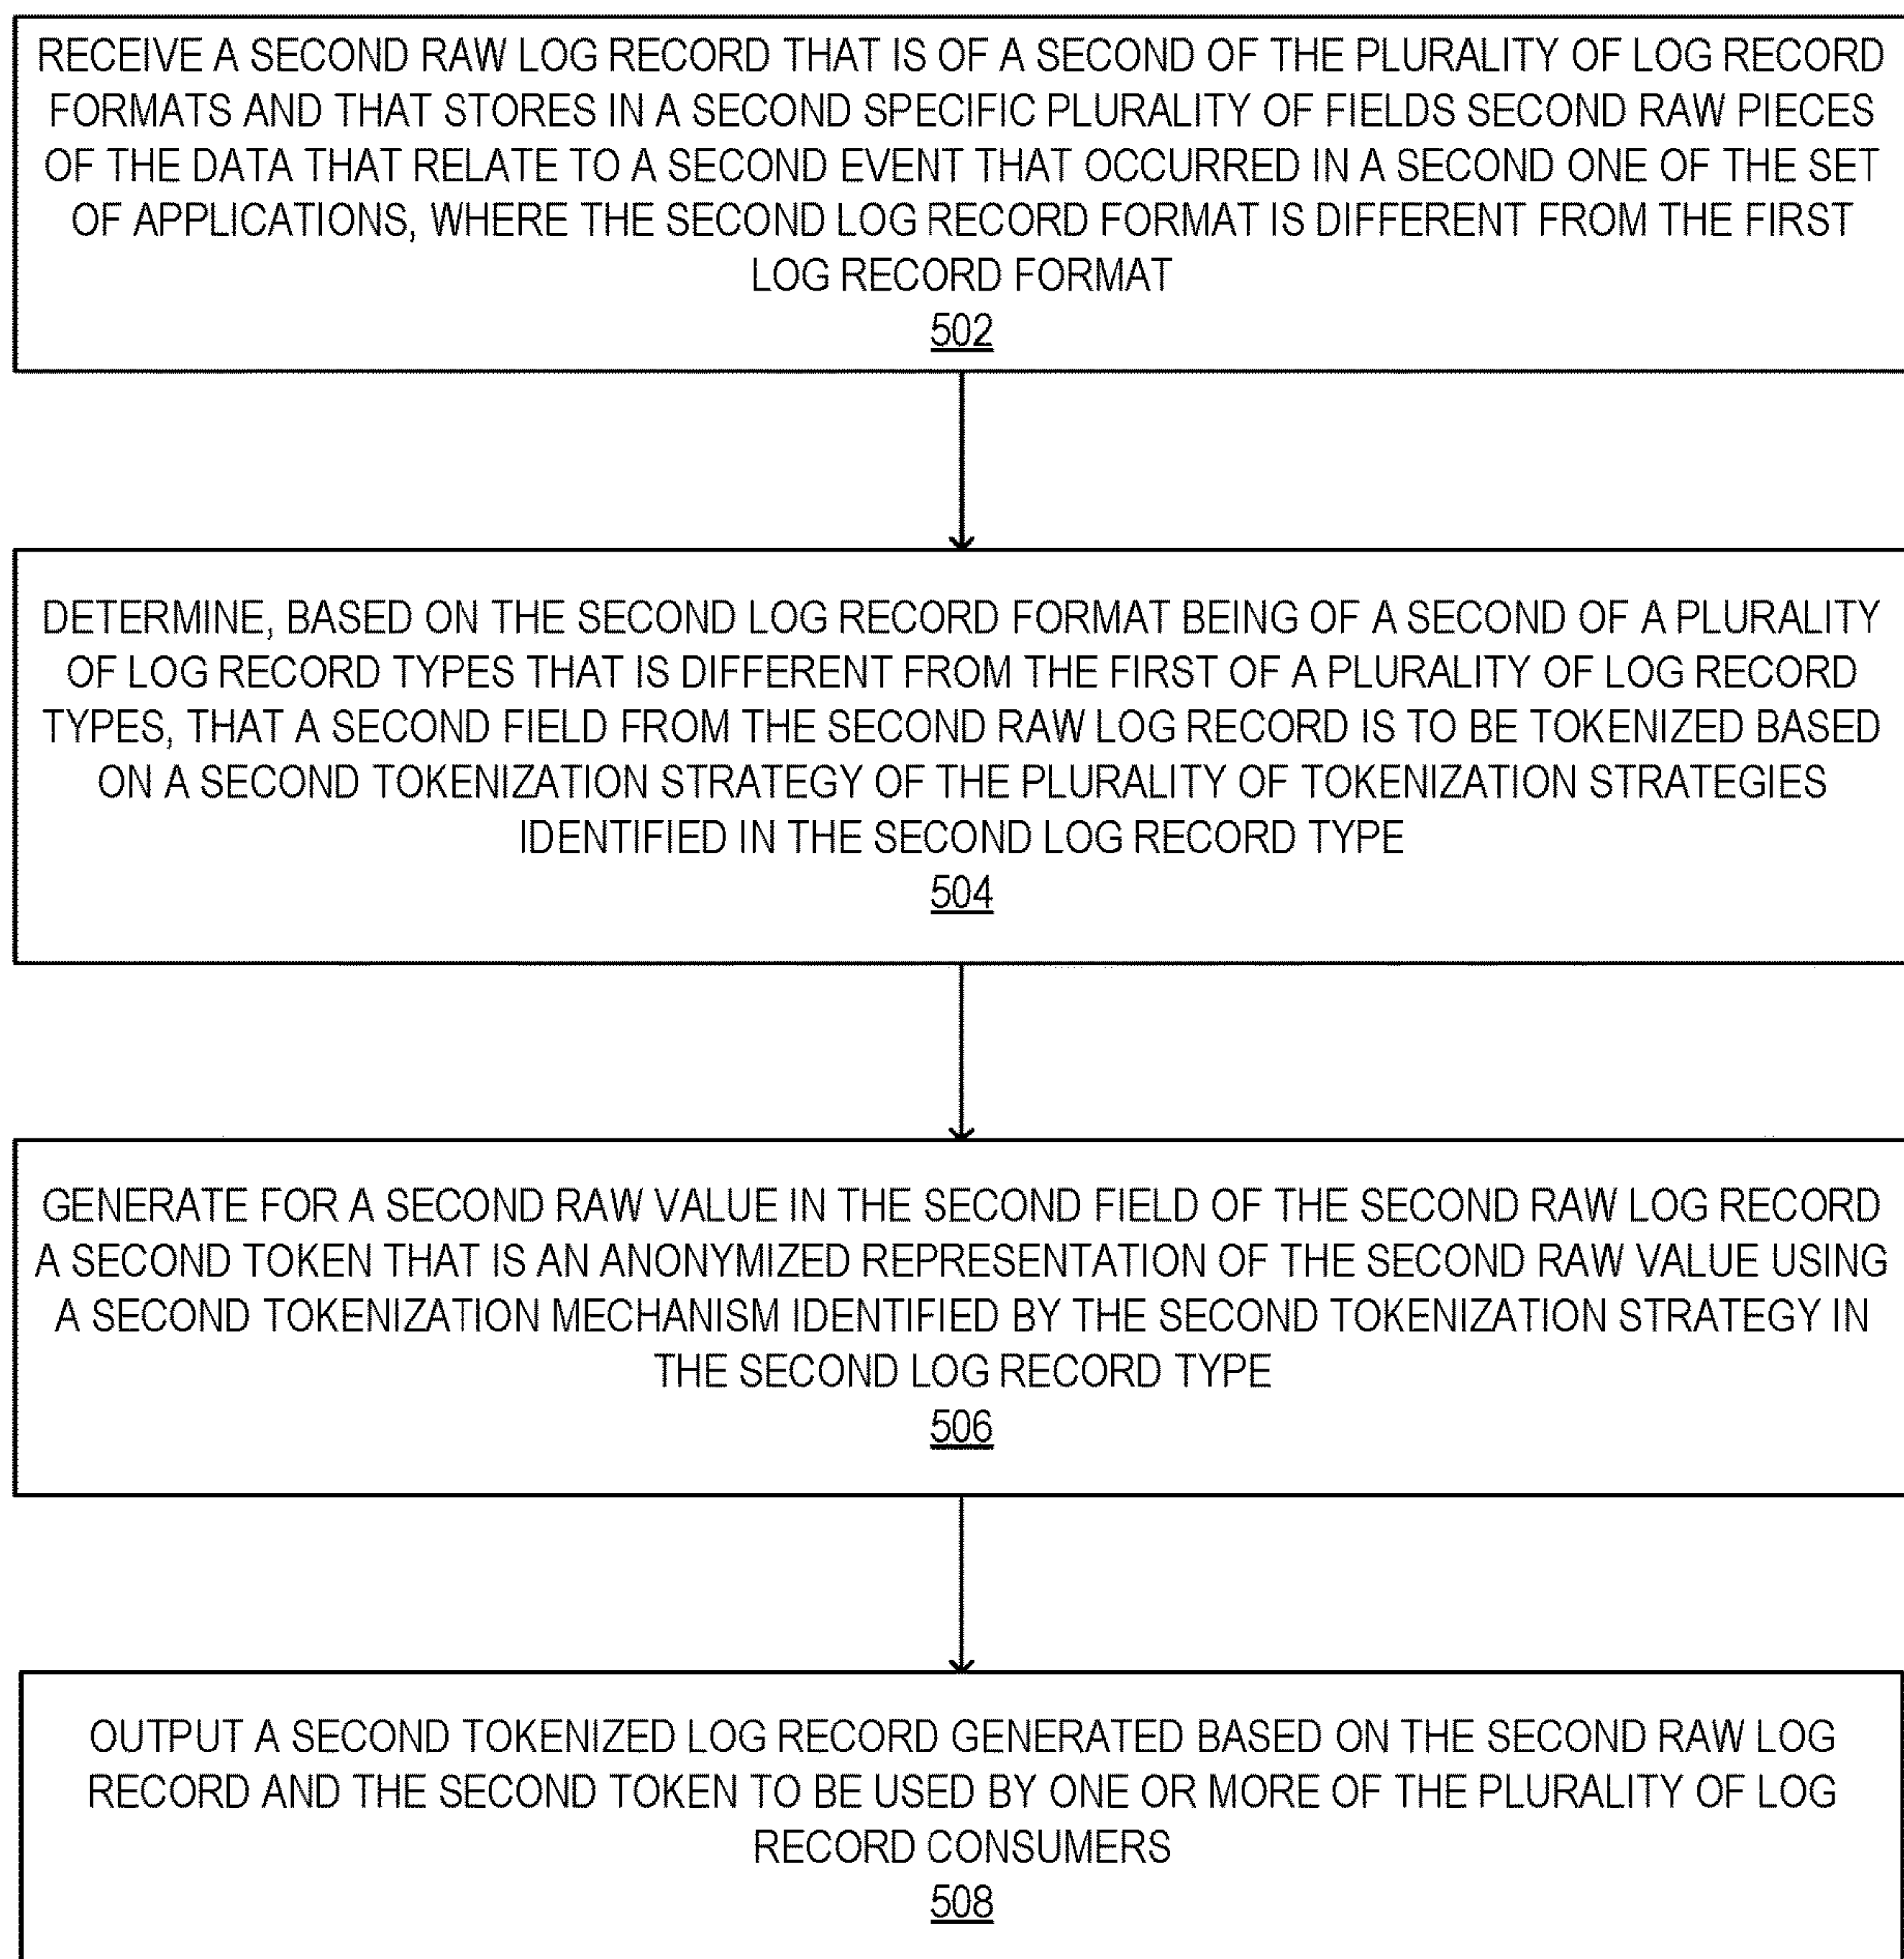 RECEIVE A SECOND RAW LOG RECORD THAT IS OF A SECOND OF THE PLURALITY OF LOG RECORD
FORMATS AND THAT STORES IN A SECOND SPECIFIC PLURALITY OF FIELDS SECOND RAW PIECES
OF THE DATA THAT RELATE TO A SECOND EVENT THAT OCCURRED IN A SECOND ONE OF THE SET
OF APPLICATIONS, WHERE THE SECOND LOG RECORD FORMAT IS DIFFERENT FROM THE FIRST
LOG RECORD FORMAT
502
DETERMINE, BASED ON THE SECOND LOG RECORD FORMAT BEING OF A SECOND OF A PLURALITY
OF LOG RECORD TYPES THAT IS DIFFERENT FROM THE FIRST OF A PLURALITY OF LOG RECORD
TYPES, THAT A SECOND FIELD FROM THE SECOND RAW LOG RECORD IS TO BE TOKENIZED BASED
ON A SECOND TOKENIZATION STRATEGY OF THE PLURALITY OF TOKENIZATION STRATEGIES
IDENTIFIED IN THE SECOND LOG RECORD TYPE
504
GENERATE FOR A SECOND RAW VALUE IN THE SECOND FIELD OF THE SECOND RAW LOG RECORD
A SECOND TOKEN THAT IS AN ANONYMIZED REPRESENTATION OF THE SECOND RAW VALUE USING
A SECOND TOKENIZATION MECHANISM IDENTIFIED BY THE SECOND TOKENIZATION STRATEGY IN
THE SECOND LOG RECORD TYPE
506
OUTPUT A SECOND TOKENIZED LOG RECORD GENERATED BASED ON THE SECOND RAW LOG
RECORD AND THE SECOND TOKEN TO BE USED BY ONE OR MORE OF THE PLURALITY OF LOG
RECORD CONSUMERS
508